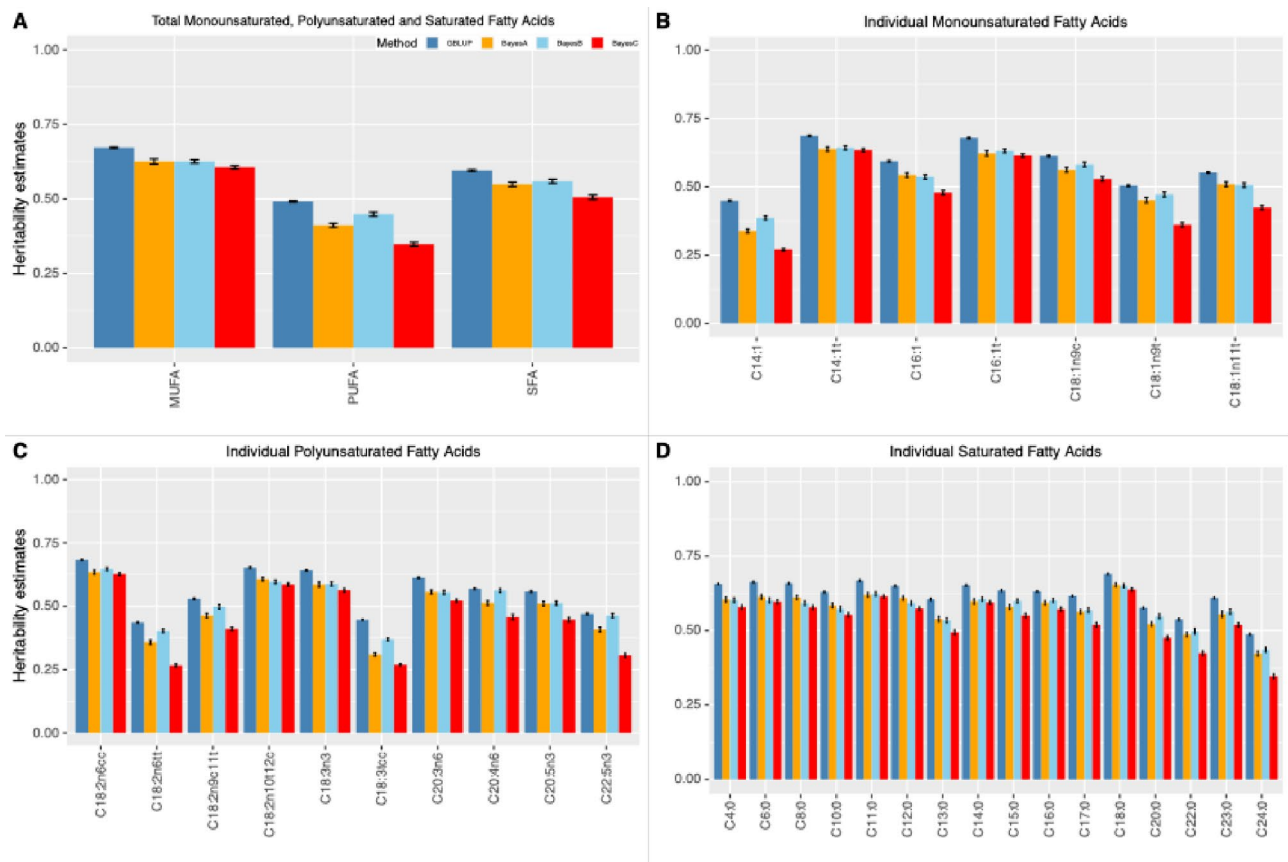 A
Total Monounsaturated, Polyunsaturated and Saturated Fatty Acids
Method GBLUP BayesA BayesB BayesC
1.00
0.75
0.50
0.25
0.00
Heritability estimates
MUFA
PUFA
SFA
B
Individual Monounsaturated Fatty Acids
1.00
0.75
0.50
0.25
0.00
C14:1
C14:1t
C16:1
C16:1t
C18:1n9c
C18:1n9t
C18:1n11t
C
Individual Polyunsaturated Fatty Acids
1.00
0.75
0.50
0.25
0.00
Heritability estimates
C18:2n6cc
C18:2n6tt
C18:2n9c11t
C18:2n10t12c
C18:3n3
C20:3n6
C20:4n6
C20:5n3
C22:5n3
D
Individual Saturated Fatty Acids
1.00
0.75
0.50
0.25
0.00
C4:0
C6:0
C8:0
C10:0
C11:0
C12:0
C13:0
C14:0
C15:0
C16:0
C17:0
C18:0
C20:0
C22:0
C23:0
C24:0